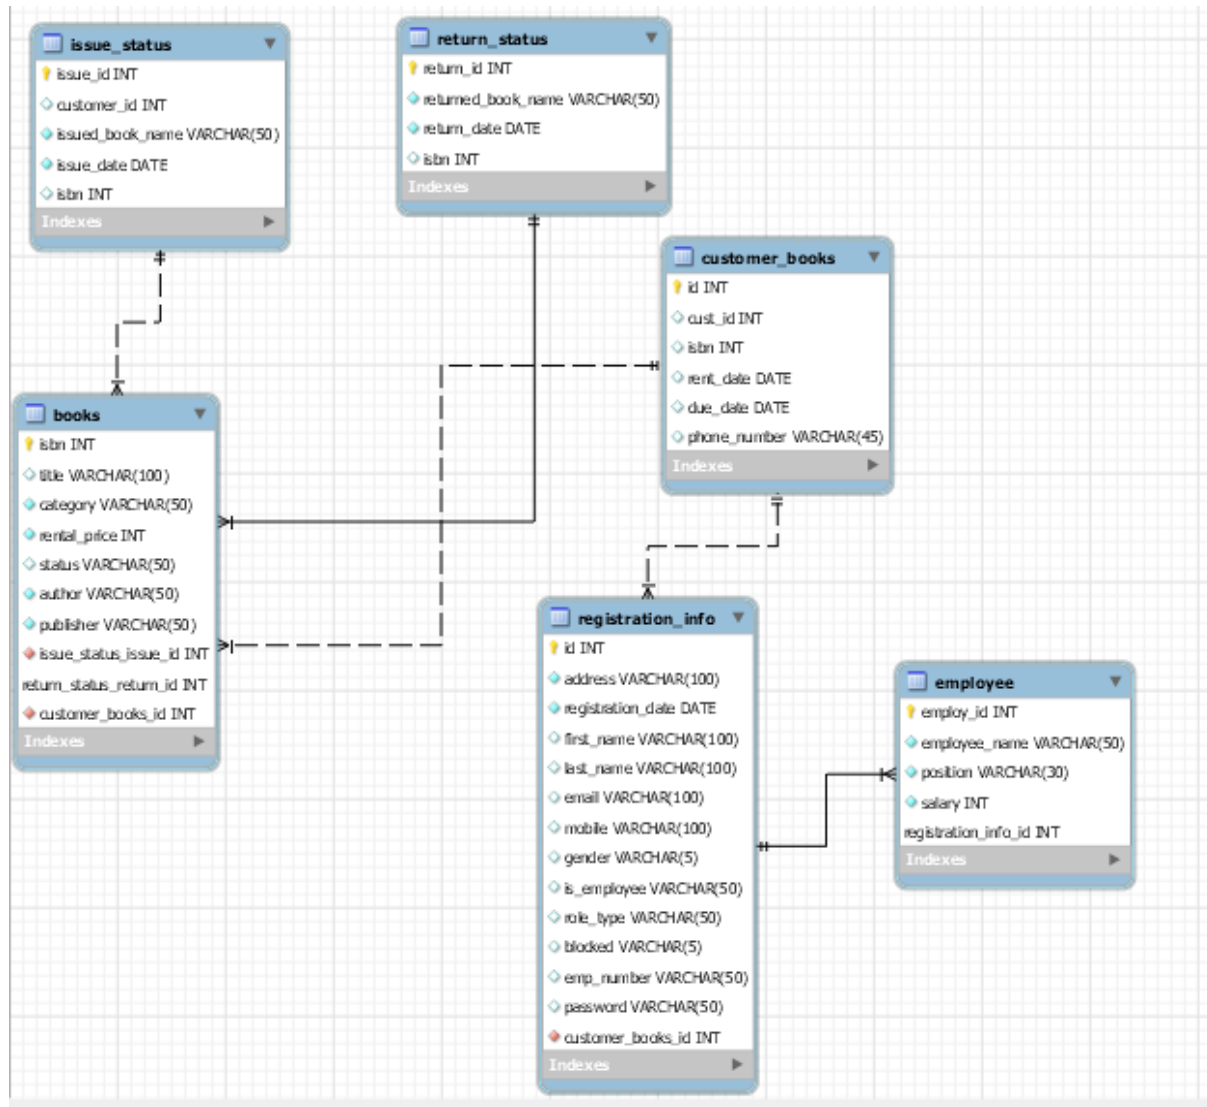 issue_status
issue_id INT
customer_id INT
issued_book_name VARCHAR(50)
issue_date DATE
isbn INT
Indexes
return_status
return_id INT
returned_book_name VARCHAR(50)
return_date DATE
isbn INT
Indexes
customer_books
id INT
cust_id INT
isbn INT
rent_date DATE
due_date DATE
phone_number VARCHAR(45)
Indexes
books
isbn INT
title VARCHAR(100)
category VARCHAR(50)
rental_price INT
status VARCHAR(50)
author VARCHAR(50)
publisher VARCHAR(50)
issue_status_issue_id INT
return_status_return_id INT
customer_books_id INT
Indexes
registration_info
id INT
address VARCHAR(100)
registration_date DATE
first_name VARCHAR(100)
last_name VARCHAR(100)
email VARCHAR(100)
mobile VARCHAR(100)
gender VARCHAR(5)
is_employee VARCHAR(50)
role_type VARCHAR(50)
blocked VARCHAR(5)
emp_number VARCHAR(50)
password VARCHAR(50)
customer_books_id INT
Indexes
employee
employ_id INT
employee_name VARCHAR(50)
position VARCHAR(30)
salary INT
registration_info_id INT
Indexes